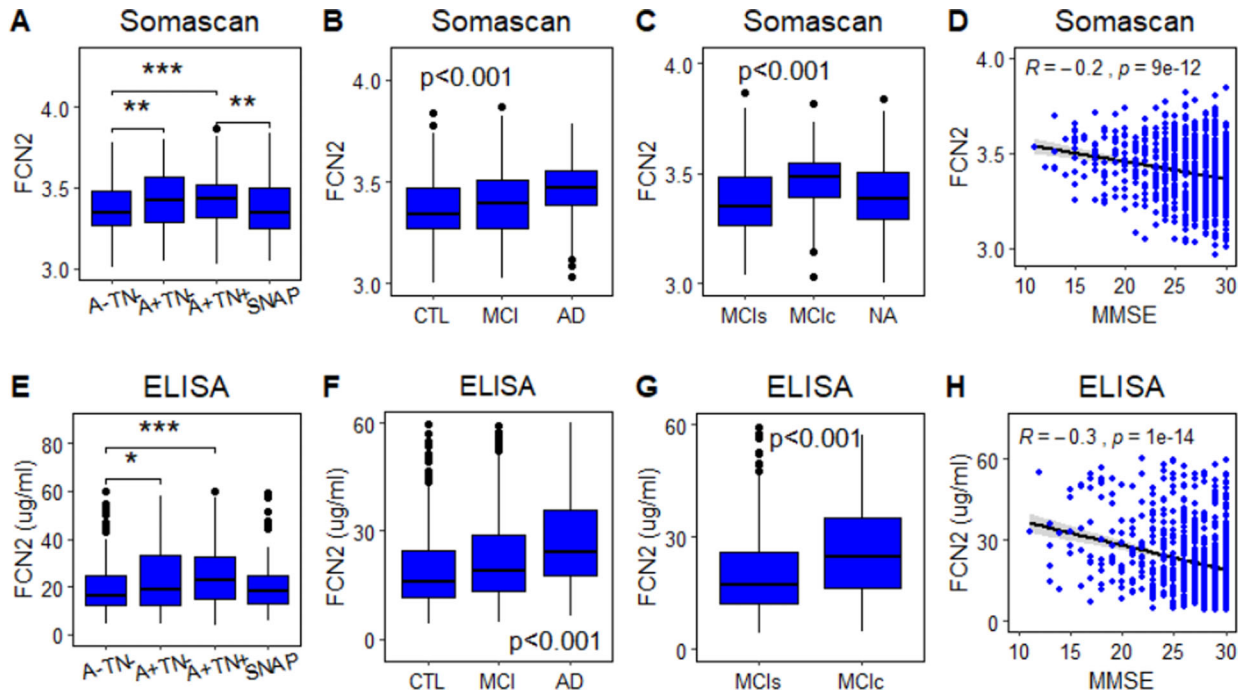 A Somascan
FCN2
4.0
3.5
3.0
***
**
**
A-TN-
A+TN-
A+TN+
SNAP
B Somascan
FCN2
4.0
3.5
3.0
p<0.001
CTL MCI AD
C Somascan
FCN2
4.0
3.5
3.0
p<0.001
MCIs MCIc NA
D Somascan
R = −0.2 , p = 9e-12
FCN2
4.0
3.5
3.0
10 15 20 25 30
MMSE
E ELISA
FCN2 (ug/ml)
80
60
40
20
0
***
*
A-TN-
A+TN-
A+TN+
SNAP
F ELISA
FCN2 (ug/ml)
60
30
0
p<0.001
CTL MCI AD
G ELISA
FCN2 (ug/ml)
60
30
0
p<0.001
MCIs MCIc
H ELISA
R = −0.3 , p = 1e-14
FCN2 (ug/ml)
90
60
30
0
10 15 20 25 30
MMSE